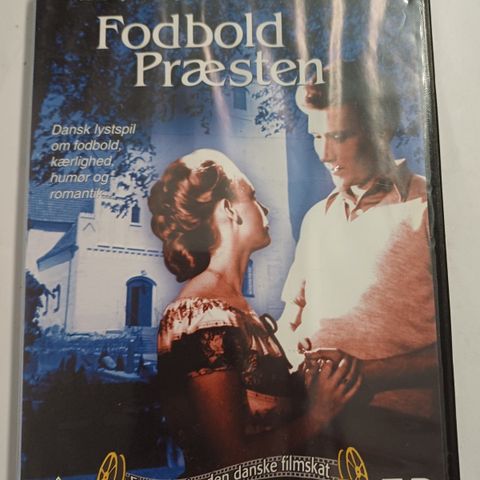 Fodbold
Præsten
Dansk lystspil
om fodbold,
kærlighed,
humør og
romantik...
den danske filmskat